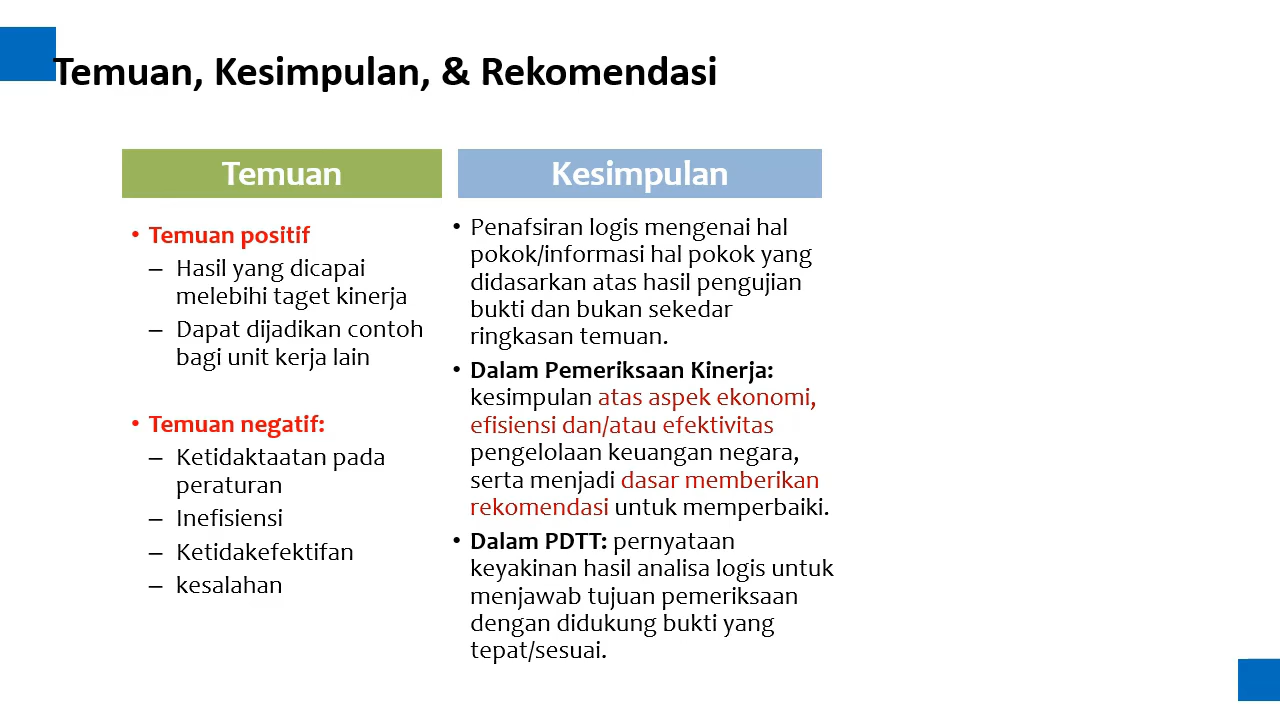 Temuan, Kesimpulan, & Rekomendasi
Temuan
• Temuan positif
– Hasil yang dicapai
melebihi taget kinerja
– Dapat dijadikan contoh
bagi unit kerja lain
• Temuan negatif:
– Ketidaktaatan pada
peraturan
– Inefisiensi
– Ketidakefektifan
– kesalahan
Kesimpulan
• Penafsiran logis mengenai hal
pokok/informasi hal pokok yang
didasarkan atas hasil pengujian
bukti dan bukan sekedar
ringkasan temuan.
• Dalam Pemeriksaan Kinerja:
kesimpulan atas aspek ekonomi,
efisiensi dan/atau efektivitas
pengelolaan keuangan negara,
serta menjadi dasar memberikan
rekomendasi untuk memperbaiki.
• Dalam PDTT: pernyataan
keyakinan hasil analisa logis untuk
menjawab tujuan pemeriksaan
dengan didukung bukti yang
tepat/sesuai.